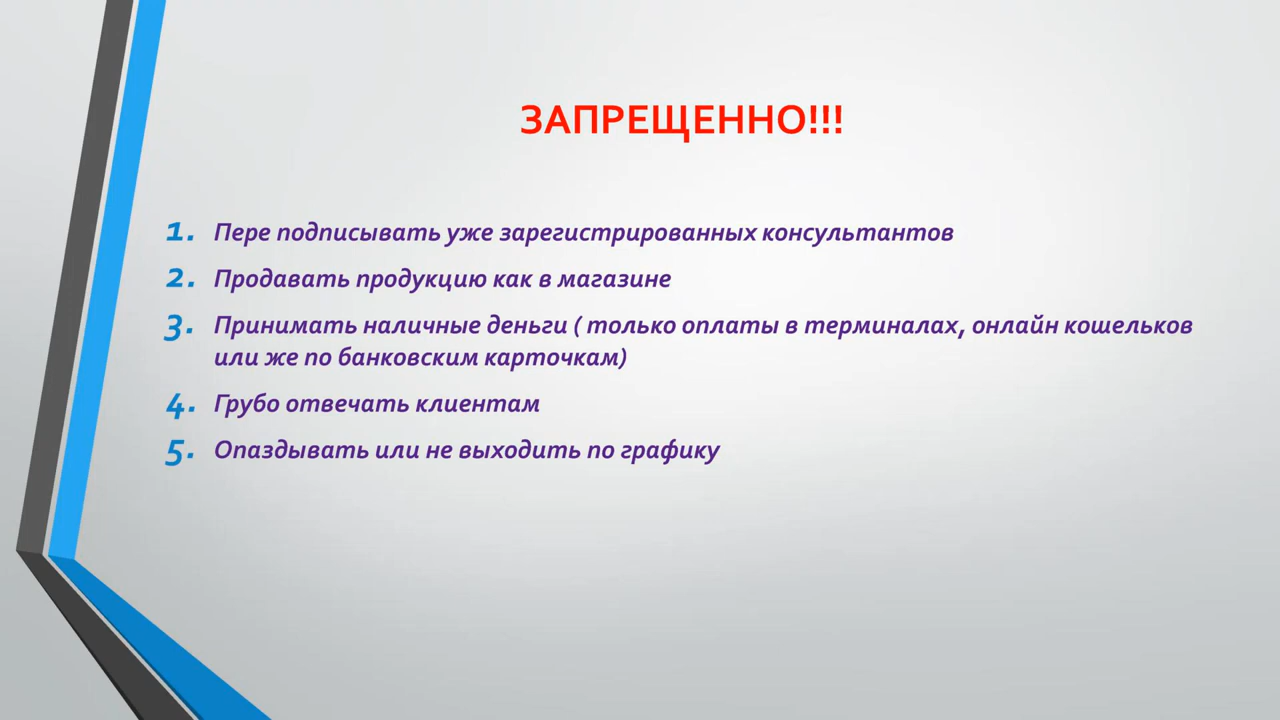 ЗАПРЕЩЕННО!!!
1. Пере подписывать уже зарегистрированных консультантов
2. Продавать продукцию как в магазине
3. Принимать наличные деньги ( только оплаты в терминалах, онлайн кошельков
или же по банковским карточкам)
4. Грубо отвечать клиентам
5. Опаздывать или не выходить по графику